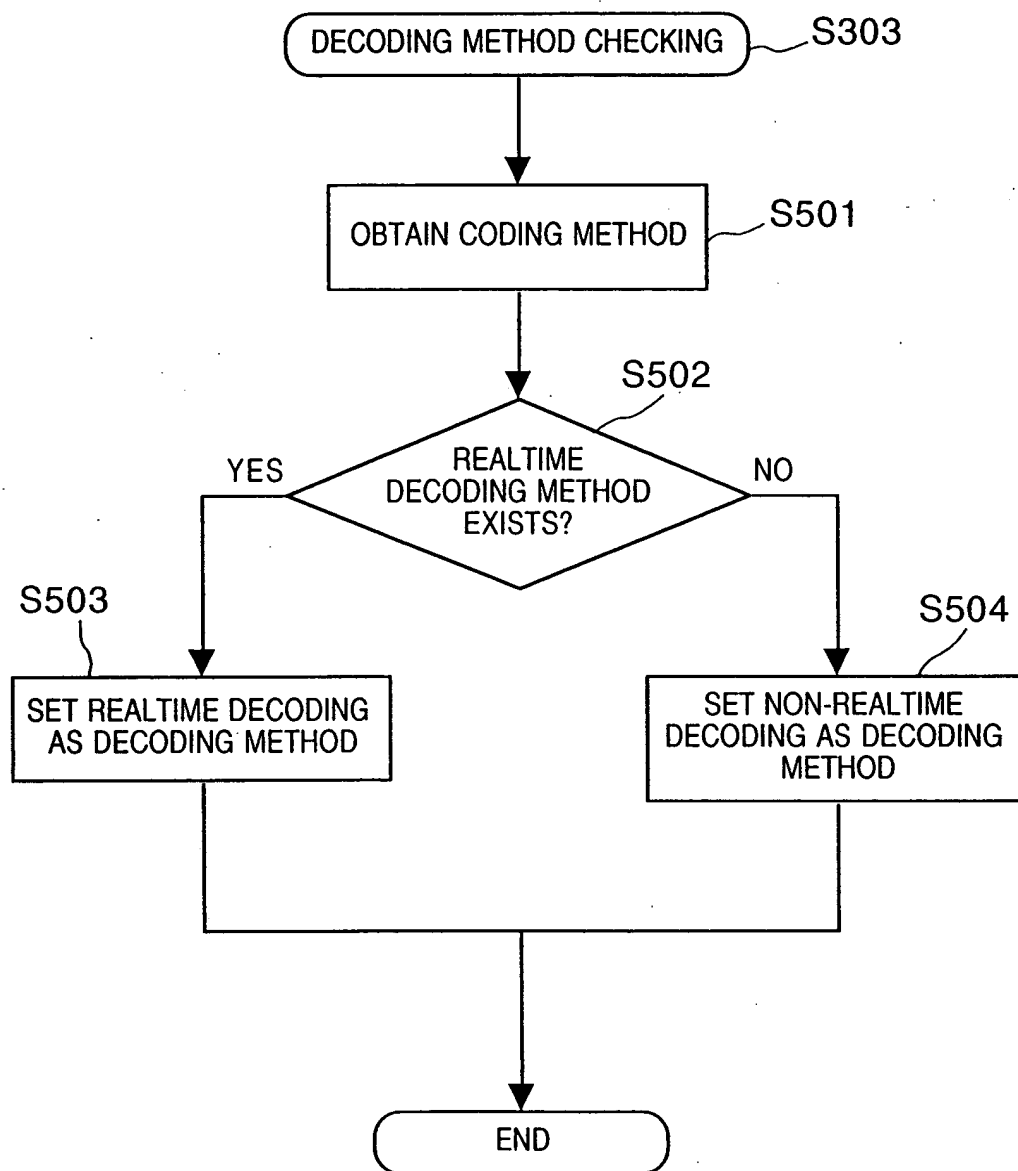 DECODING METHOD CHECKING
S303
OBTAIN CODING METHOD
S501
S502
REALTIME
DECODING METHOD
EXISTS?
YES
NO
S503
SET REALTIME DECODING
AS DECODING METHOD
S504
SET NON-REALTIME
DECODING AS DECODING
METHOD
END